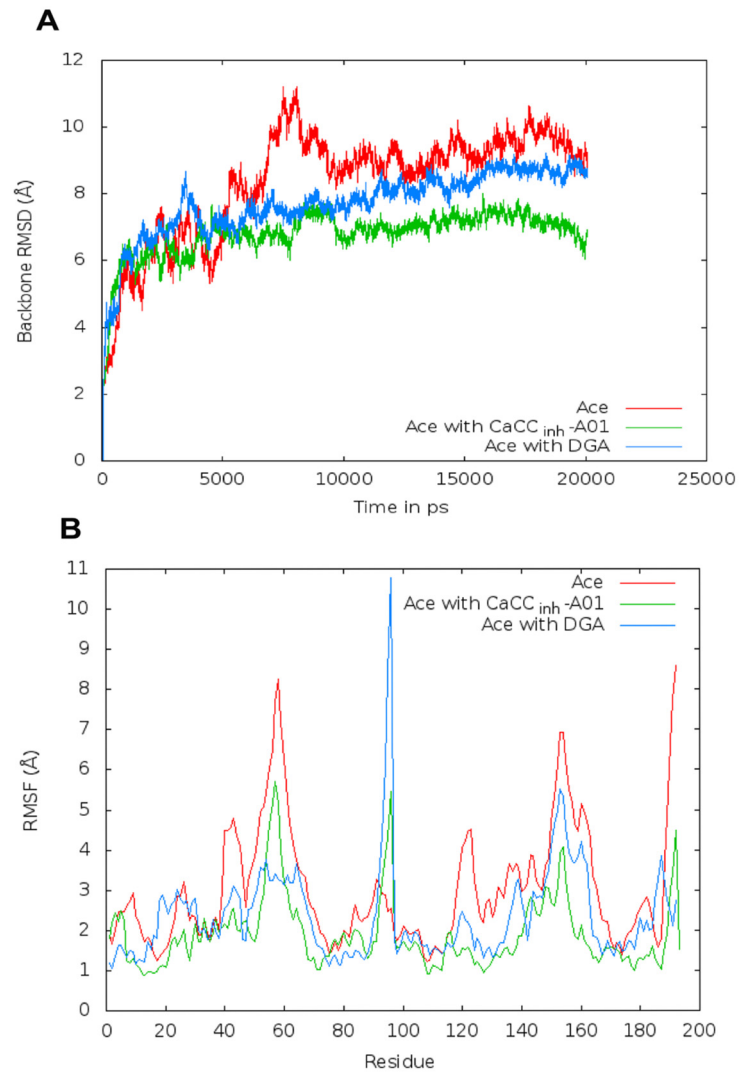 A
12
10
8
6
4
2
0
Backbone RMSD (Å)
Ace
Ace with CaCC inh -A01
Ace with DGA
0 5000 10000 15000 20000 25000
Time in ps
B
11
10
9
8
7
6
5
4
3
2
1
0
RMSF (Å)
Ace
Ace with CaCC inh -A01
Ace with DGA
0 20 40 60 80 100 120 140 160 180 200
Residue